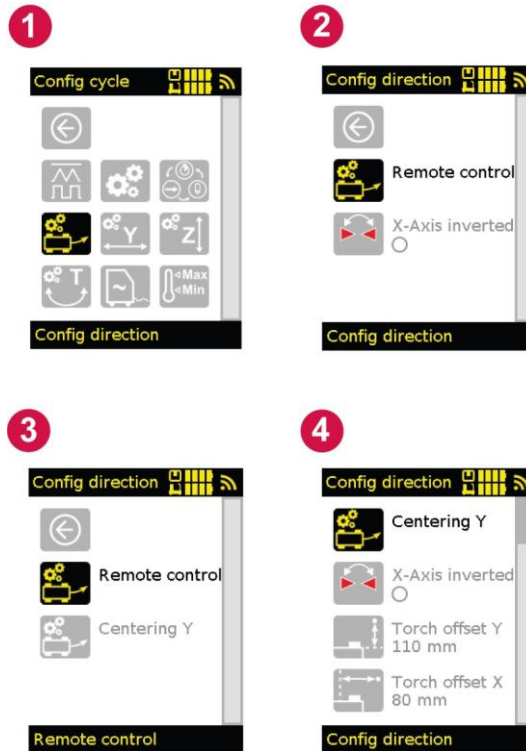 1
Config cycle
Y
Z
T
Max
Min
Config direction
2
Config direction
Remote control
X-Axis inverted
Config direction
3
Config direction
Remote control
Centering Y
Remote control
4
Config direction
Centering Y
X-Axis inverted
Torch offset Y
110 mm
Torch offset X
80 mm
Config direction